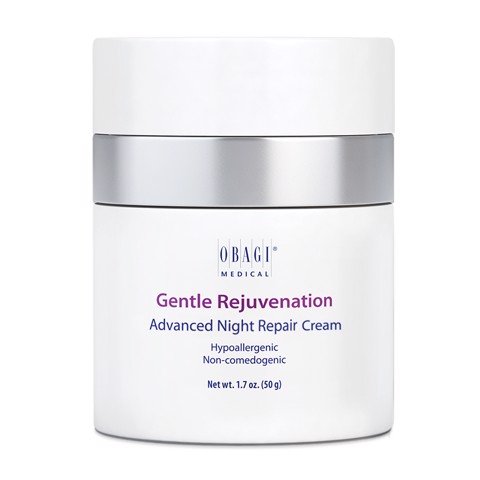 OBAGI®
MEDICAL
Gentle Rejuvenation
Advanced Night Repair Cream
Hypoallergenic
Non-comedogenic
Net wt. 1.7 oz. (50 g)